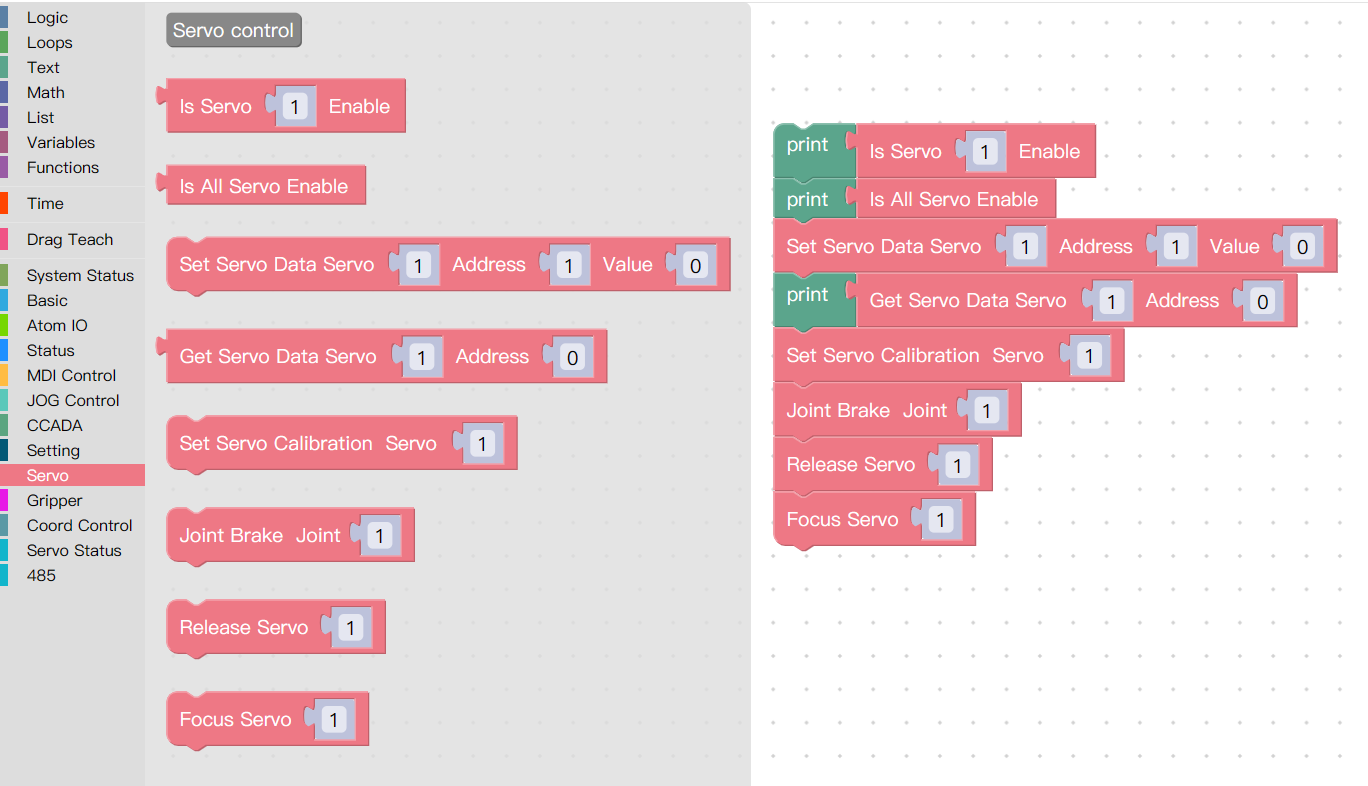 Logic
Loops
Text
Math
List
Variables
Functions
Time
Drag Teach
System Status
Basic
Atom IO
Status
MDI Control
JOG Control
CCADA
Setting
Servo
Gripper
Coord Control
Servo Status
485
Servo control
Is Servo 1 Enable
Is All Servo Enable
Set Servo Data Servo 1 Address 1 Value 0
Get Servo Data Servo 1 Address 0
Set Servo Calibration Servo 1
Joint Brake Joint 1
Release Servo 1
Focus Servo 1
print Is Servo 1 Enable
print Is All Servo Enable
Set Servo Data Servo 1 Address 1 Value 0
print Get Servo Data Servo 1 Address 0
Set Servo Calibration Servo 1
Joint Brake Joint 1
Release Servo 1
Focus Servo 1